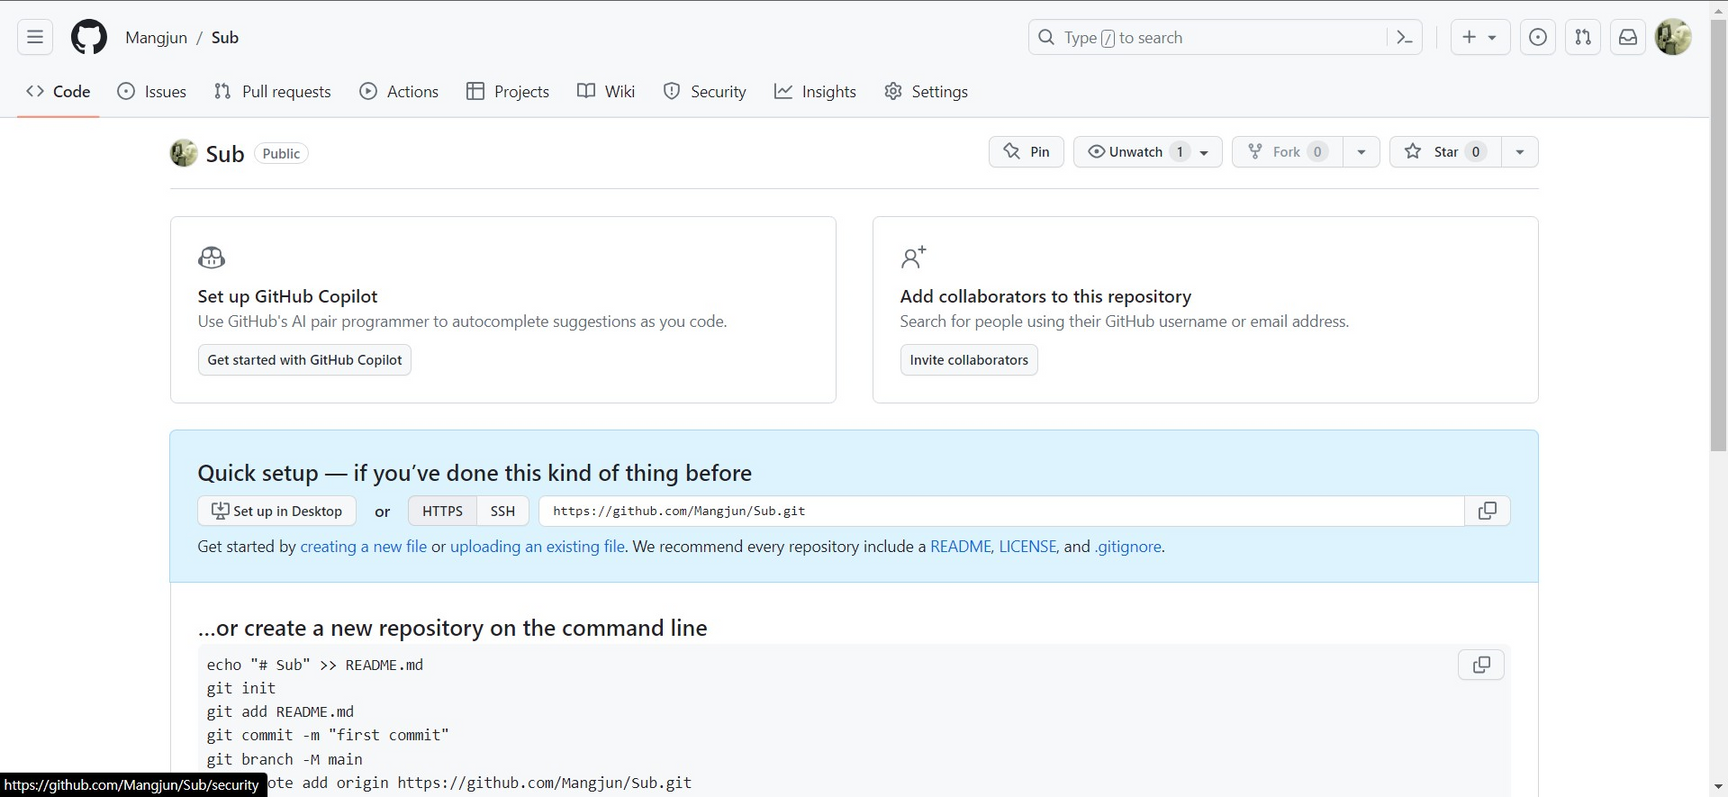 Mangjun / Sub
Type / to search
Code Issues Pull requests Actions Projects Wiki Security Insights Settings
Sub Public
Pin Unwatch 1 Fork 0 Star 0
Set up GitHub Copilot
Use GitHub's AI pair programmer to autocomplete suggestions as you code.
Get started with GitHub Copilot
Add collaborators to this repository
Search for people using their GitHub username or email address.
Invite collaborators
Quick setup — if you’ve done this kind of thing before
Set up in Desktop or HTTPS SSH https://github.com/Mangjun/Sub.git
Get started by creating a new file or uploading an existing file. We recommend every repository include a README, LICENSE, and .gitignore.
…or create a new repository on the command line
echo "# Sub" >> README.md
git init
git add README.md
git commit -m "first commit"
git branch -M main
ote add origin https://github.com/Mangjun/Sub.git
https://github.com/Mangjun/Sub/security